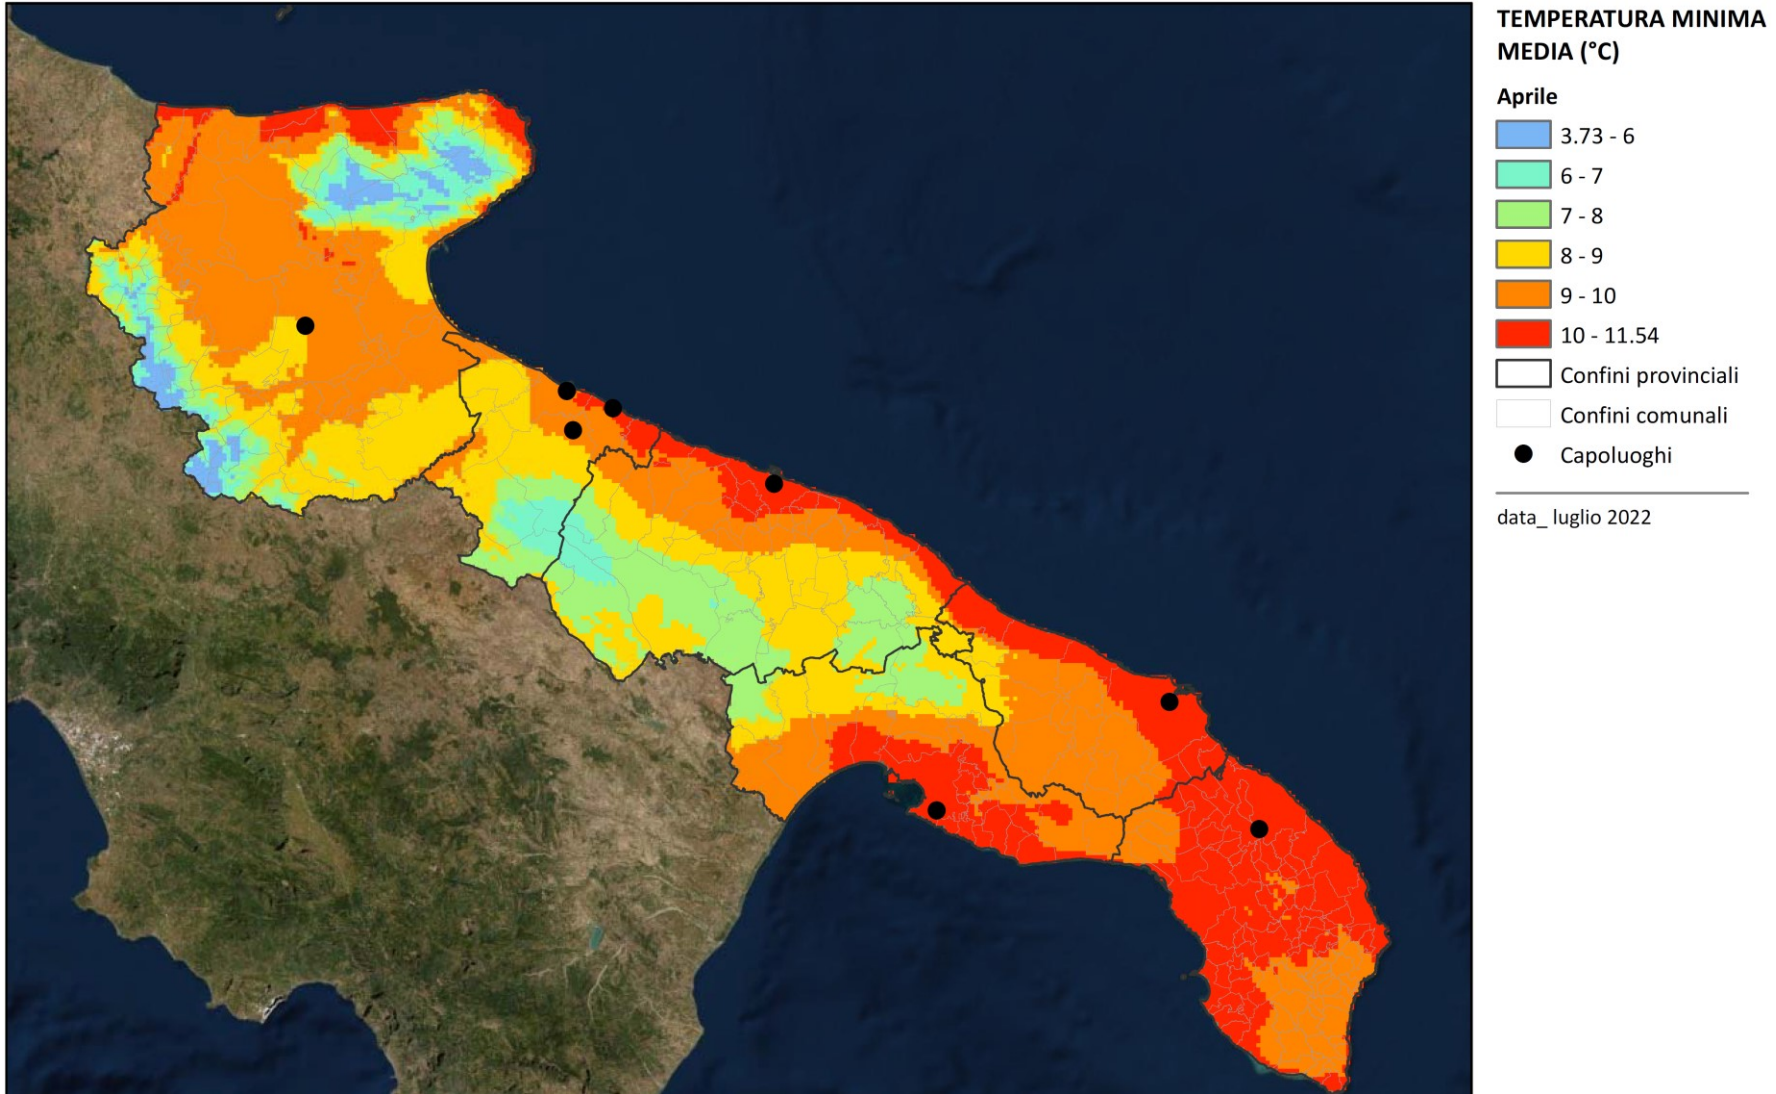 TEMPERATURA MINIMA
MEDIA (°C)
Aprile
3.73 - 6
6 - 7
7 - 8
8 - 9
9 - 10
10 - 11.54
Confini provinciali
Confini comunali
Capoluoghi
data_ luglio 2022